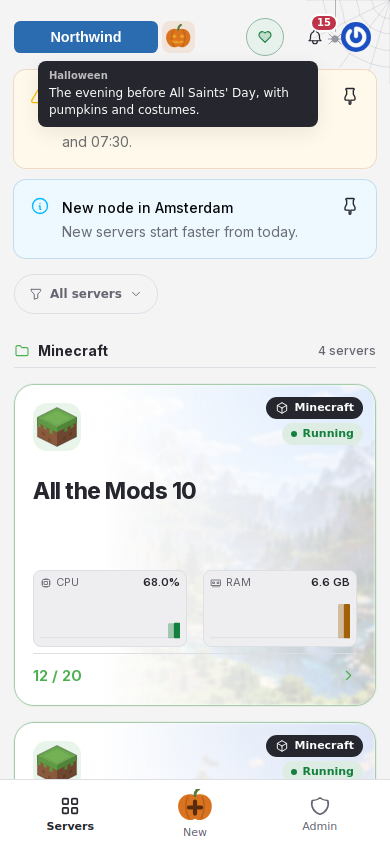 Northwind
15
Halloween
The evening before All Saints' Day, with
pumpkins and costumes.
and 07:30.
New node in Amsterdam
New servers start faster from today.
All servers
Minecraft
4 servers
Minecraft
Running
All the Mods 10
CPU
68.0%
RAM
6.6 GB
12 / 20
Minecraft
Running
Servers
New
Admin